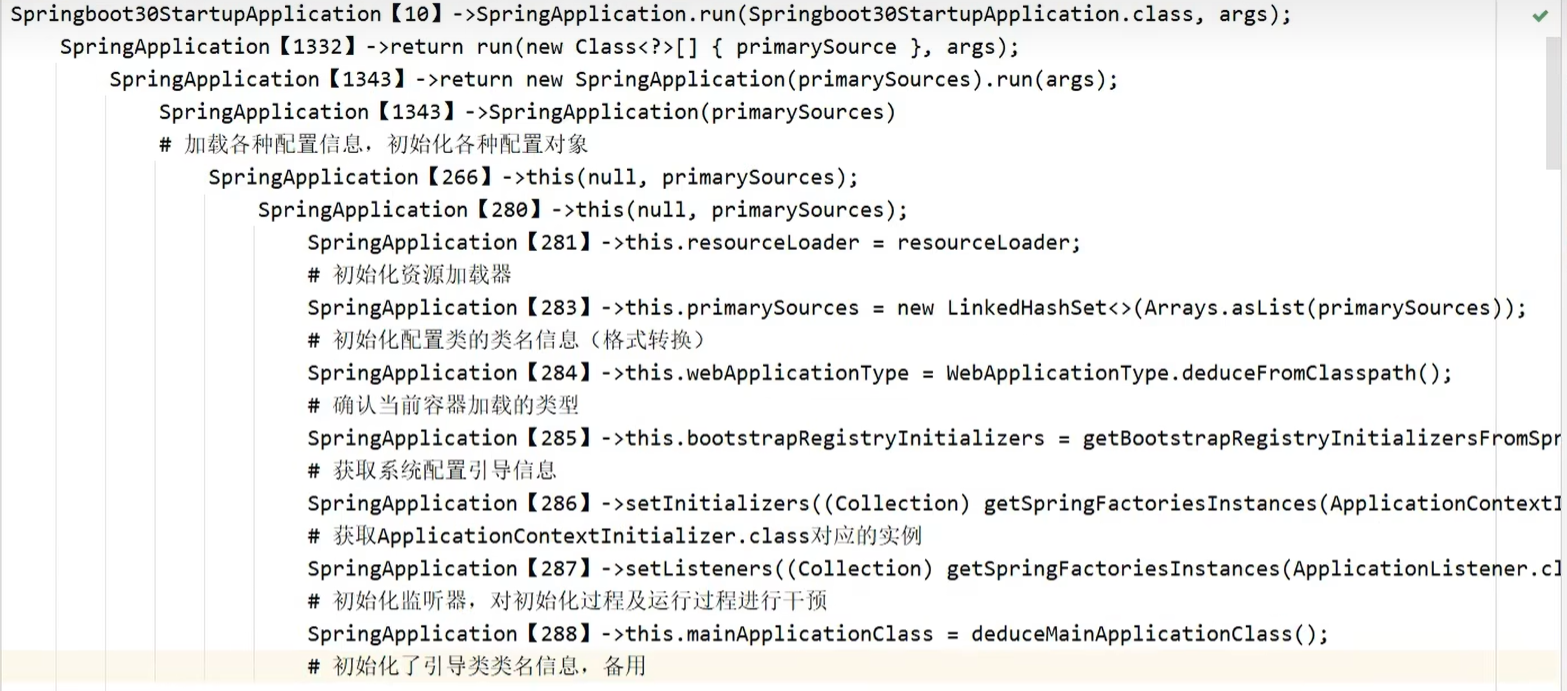 Springboot30StartupApplication【10】->SpringApplication.run(Springboot30StartupApplication.class, args);
SpringApplication【1332】->return run(new Class<?>[] { primarySource }, args);
SpringApplication【1343】->return new SpringApplication(primarySources).run(args);
SpringApplication【1343】->SpringApplication(primarySources)
# 加载各种配置信息，初始化各种配置对象
SpringApplication【266】->this(null, primarySources);
SpringApplication【280】->this(null, primarySources);
SpringApplication【281】->this.resourceLoader = resourceLoader;
# 初始化资源加载器
SpringApplication【283】->this.primarySources = new LinkedHashSet<>(Arrays.asList(primarySources));
# 初始化配置类的类名信息（格式转换）
SpringApplication【284】->this.webApplicationType = WebApplicationType.deduceFromClasspath();
# 确认当前容器加载的类型
SpringApplication【285】->this.bootstrapRegistryInitializers = getBootstrapRegistryInitializersFromSpr
# 获取系统配置引导信息
SpringApplication【286】->setInitializers((Collection) getSpringFactoriesInstances(ApplicationContextI
# 获取ApplicationContextInitializer.class对应的实例
SpringApplication【287】->setListeners((Collection) getSpringFactoriesInstances(ApplicationListener.cl
# 初始化监听器，对初始化过程及运行过程进行干预
SpringApplication【288】->this.mainApplicationClass = deduceMainApplicationClass();
# 初始化了引导类类名信息，备用